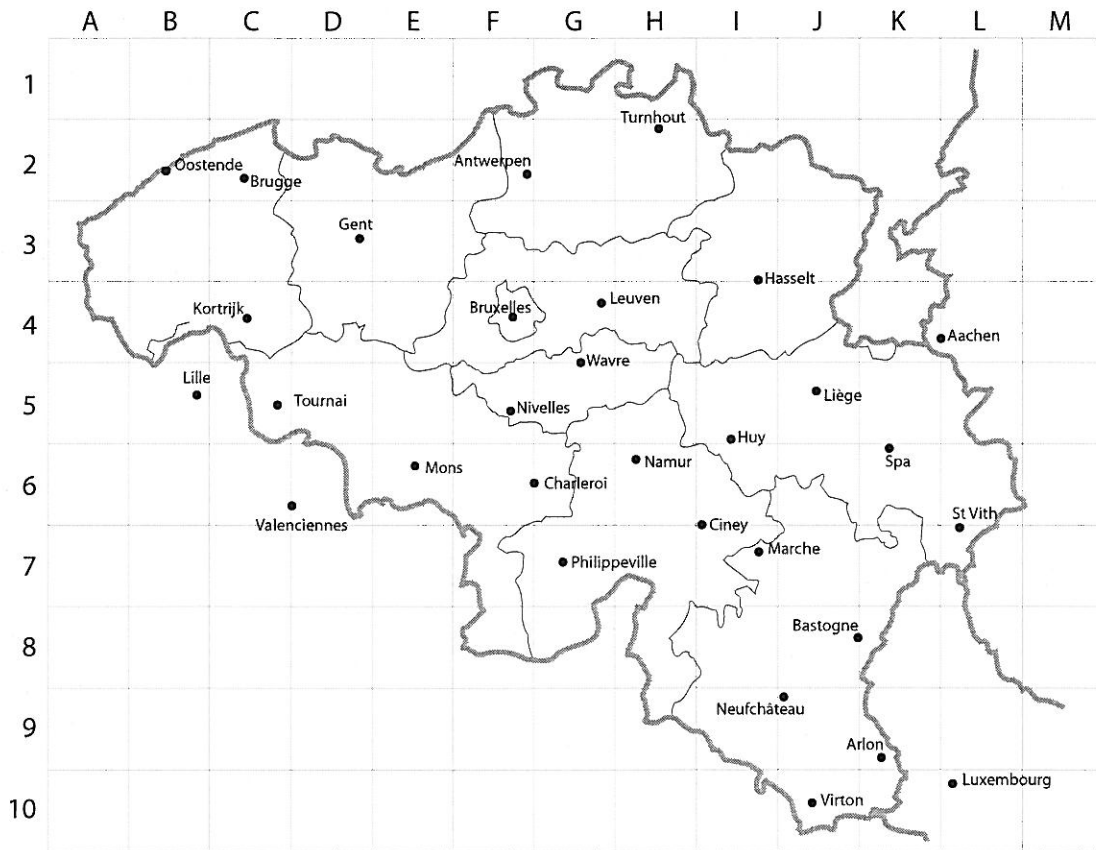 A B C D E F G H I J K L M
1
Turnhout
2
Oostende
Antwerpen
Brugge
Gent
3
Hasselt
Leuven
Bruxelles
Kortrijk
4
Aachen
Wavre
Lille
5
Liège
Tournai
Nivelles
Huy
Namur
Mons
Spa
6
Charleroi
St Vith
Valenciennes
Ciney
Marche
7
Philippeville
Bastogne
8
Neufchâteau
9
Arlon
Luxembourg
10
Virton